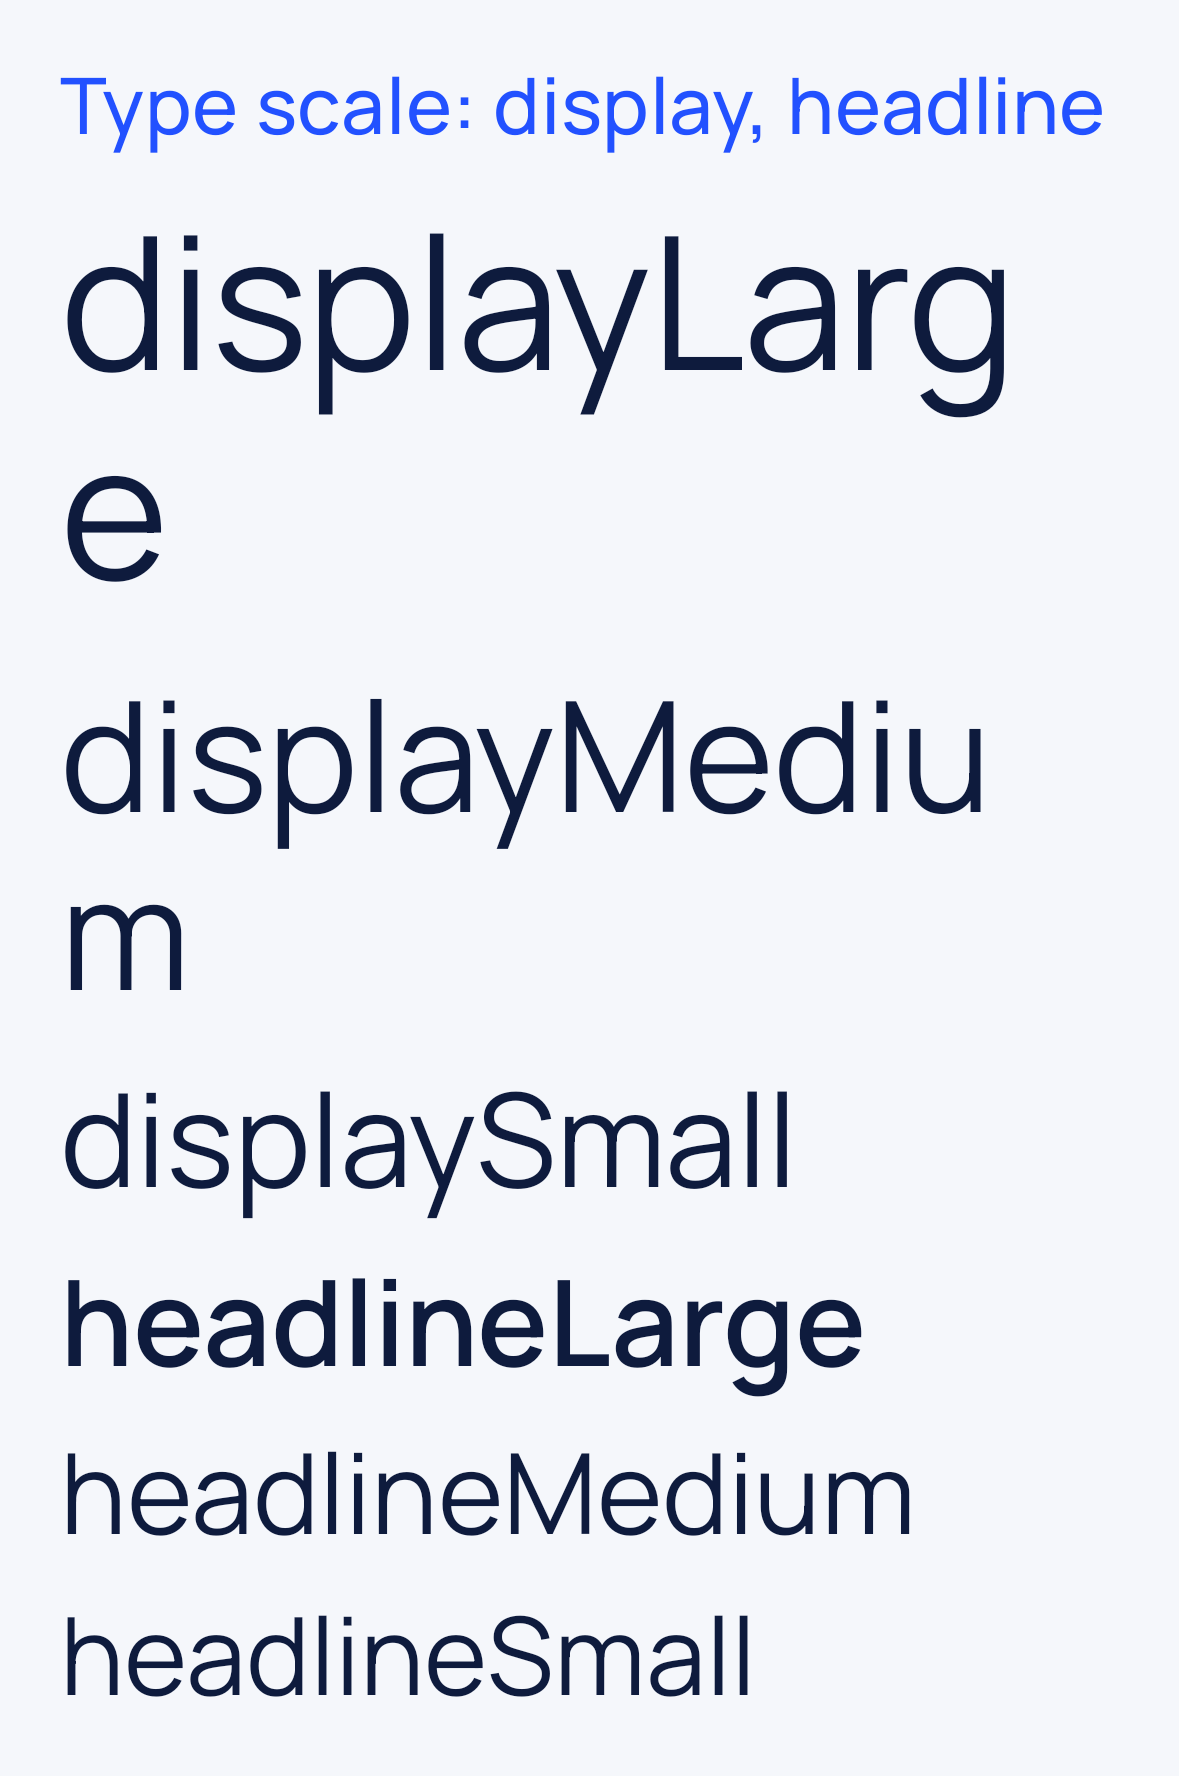 Type scale: display, headline
displayLarg
e
displayMediu
m
displaySmall
headlineLarge
headlineMedium
headlineSmall